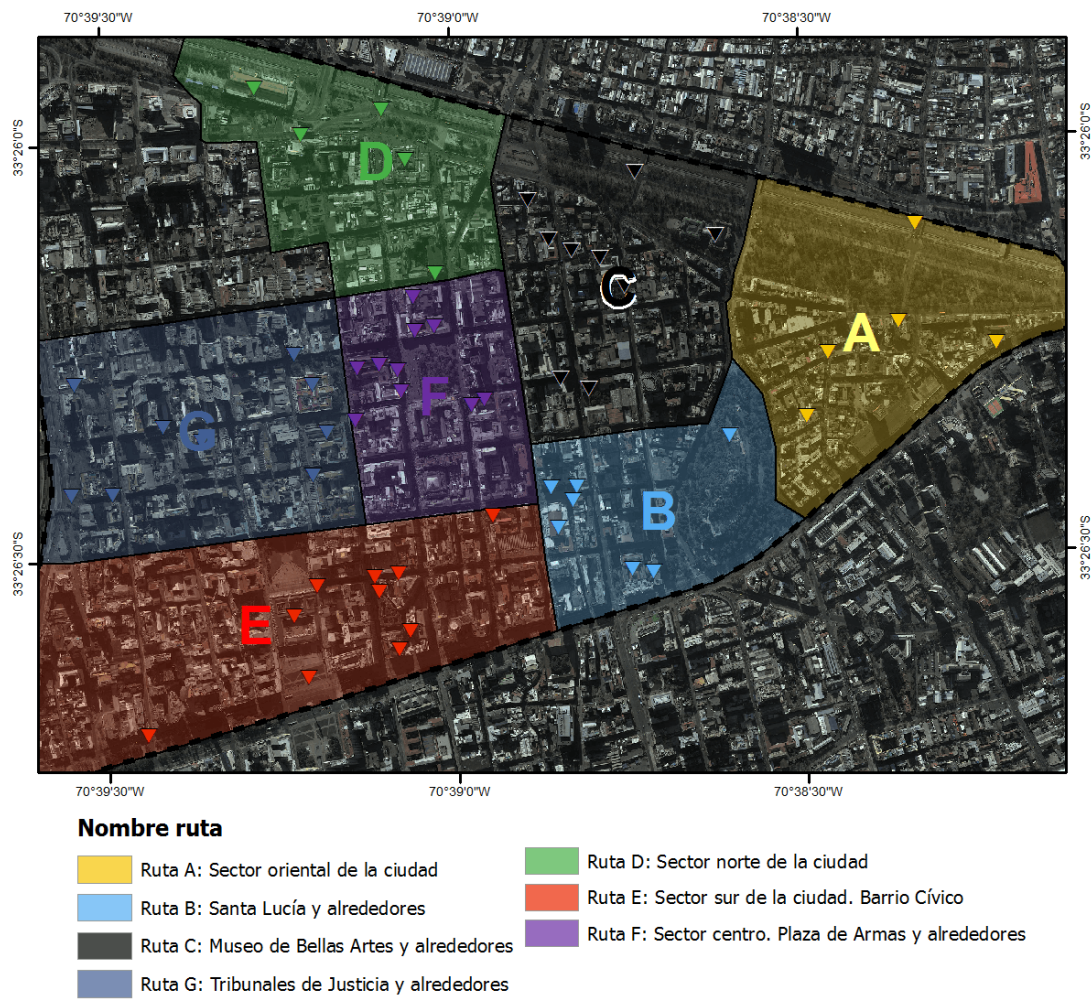 70°39'30"W 70°39'0"W 70°38'30"W
33°26'0"S 33°26'0"S
D
C
A
F
G
B
33°26'30"S 33°26'30"S
E
70°39'30"W 70°39'0"W 70°38'30"W
Nombre ruta
Ruta A: Sector oriental de la ciudad
Ruta B: Santa Lucía y alrededores
Ruta C: Museo de Bellas Artes y alrededores
Ruta G: Tribunales de Justicia y alrededores
Ruta D: Sector norte de la ciudad
Ruta E: Sector sur de la ciudad. Barrio Cívico
Ruta F: Sector centro. Plaza de Armas y alrededores